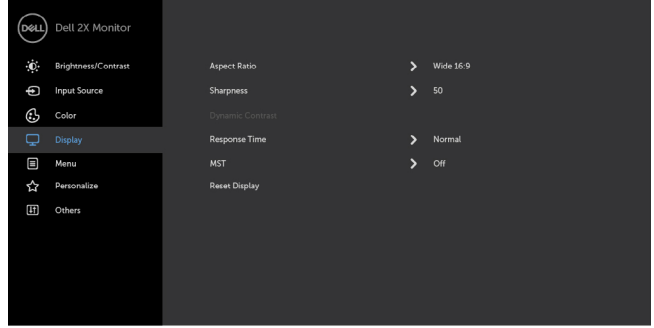 DELL Dell 2X Monitor
Brightness/Contrast
Input Source
Color
Display
Menu
Personalize
Others
Aspect Ratio Wide 16:9
Sharpness 50
Dynamic Contrast
Response Time Normal
MST Off
Reset Display